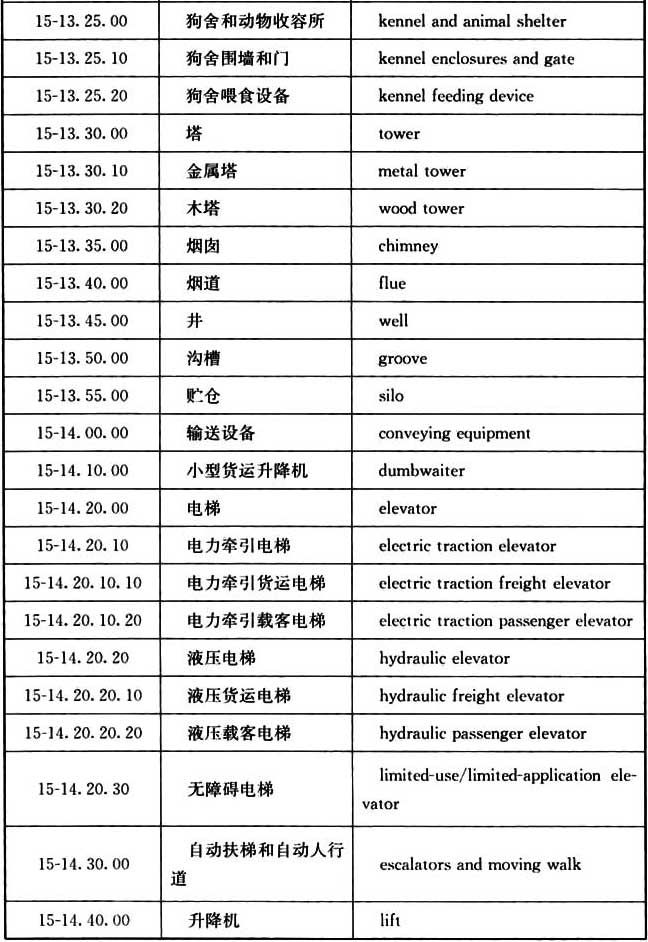 15-13. 25. 00 狗舍和动物收容所 kennel and animal shelter
15-13. 25. 10 狗舍围墙和门 kennel enclosures and gate
15-13. 25. 20 狗舍喂食设备 kennel feeding device
15-13. 30. 00 塔 tower
15-13. 30. 10 金属塔 metal tower
15-13. 30. 20 木塔 wood tower
15-13. 35. 00 烟囱 chimney
15-13. 40. 00 烟道 flue
15-13. 45. 00 井 well
15-13. 50. 00 沟槽 groove
15-13. 55. 00 贮仓 silo
15-14. 00. 00 输送设备 conveying equipment
15-14. 10. 00 小型货运升降机 dumbwaiter
15-14. 20. 00 电梯 elevator
15-14. 20. 10 电力牵引电梯 electric traction elevator
15-14. 20. 10. 10 电力牵引货运电梯 electric traction freight elevator
15-14. 20. 10. 20 电力牵引载客电梯 electric traction passenger elevator
15-14. 20. 20 液压电梯 hydraulic elevator
15-14. 20. 20. 10 液压货运电梯 hydraulic freight elevator
15-14. 20. 20. 20 液压载客电梯 hydraulic passenger elevator
15-14. 20. 30 无障碍电梯 limited-use/limited-application ele-
vator
15-14. 30. 00 自动扶梯和自动人行
道 escalators and moving walk
15-14. 40. 00 升降机 lift